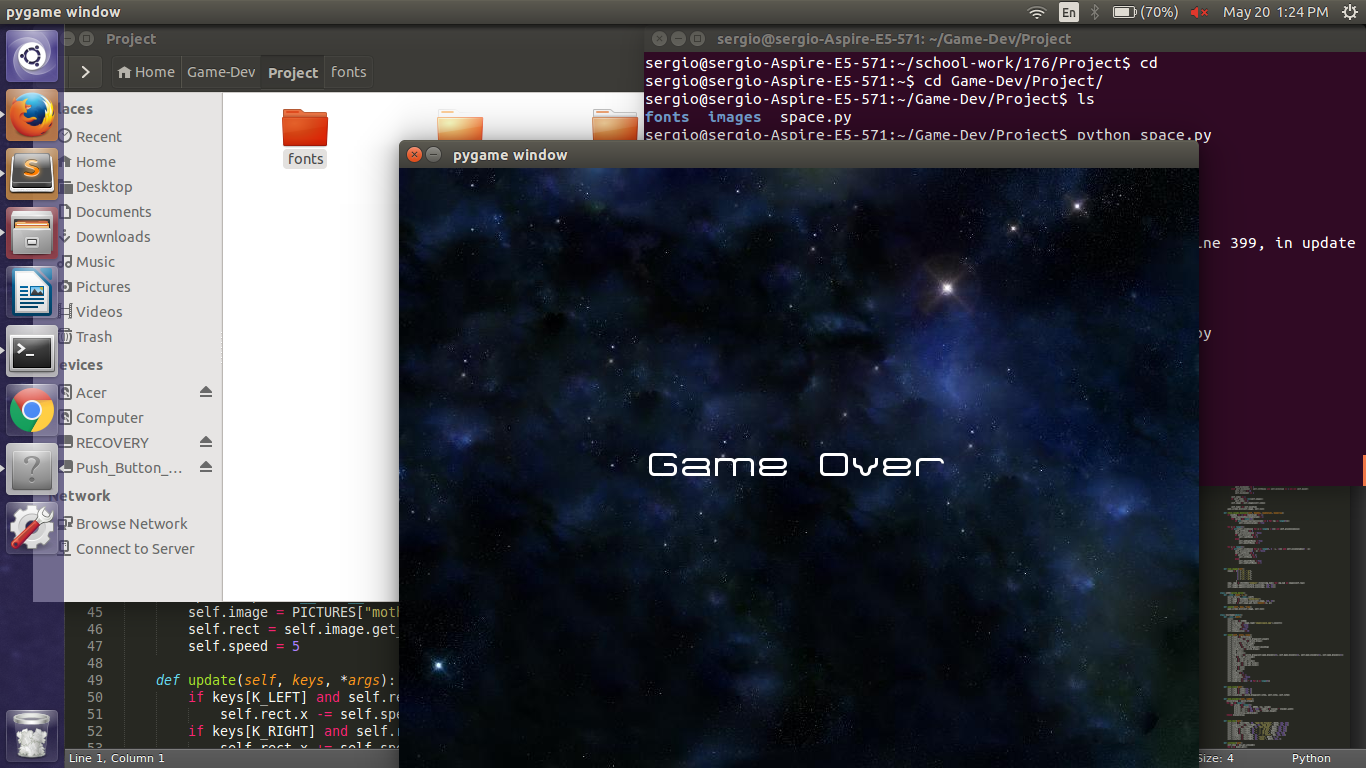 pygame window
En
(70%)
May 20 1:24 PM
Project
Home
Game-Dev
Project
fonts
laces
Recent
Home
Desktop
Documents
Downloads
Music
Pictures
Videos
Trash
evices
Acer
Computer
RECOVERY
Push_Button_...
Network
Browse Network
Connect to Server
fonts
sergio@sergio-Aspire-E5-571: ~/Game-Dev/Project
sergio@sergio-Aspire-E5-571:~/school-work/176/Project$ cd
sergio@sergio-Aspire-E5-571:~$ cd Game-Dev/Project/
sergio@sergio-Aspire-E5-571:~/Game-Dev/Project$ ls
fonts images space.py
sergio@sergio-Aspire-E5-571:~/Game-Dev/Project$ python space.py
ne 399, in update
py
pygame window
Game Over
45 self.image = PICTURES["moth
46 self.rect = self.image.get_
47 self.speed = 5
48
49 def update(self, keys, *args):
50 if keys[K_LEFT] and self.re
51 self.rect.x -= self.spe
52 if keys[K_RIGHT] and self.r
53 self.rect.x += self.spe
Line 1, Column 1
Size: 4
Python